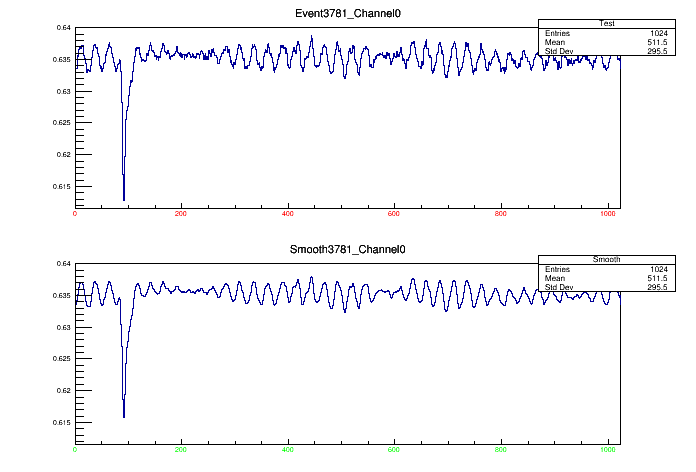 Event3781_Channel0
Test
Entries 1024
Mean 511.5
Std Dev 295.5
0.64
0.635
0.63
0.625
0.62
0.615
0 200 400 600 800 1000
Smooth3781_Channel0
Smooth
Entries 1024
Mean 511.5
Std Dev 295.5
0.64
0.635
0.63
0.625
0.62
0.615
0 200 400 600 800 1000